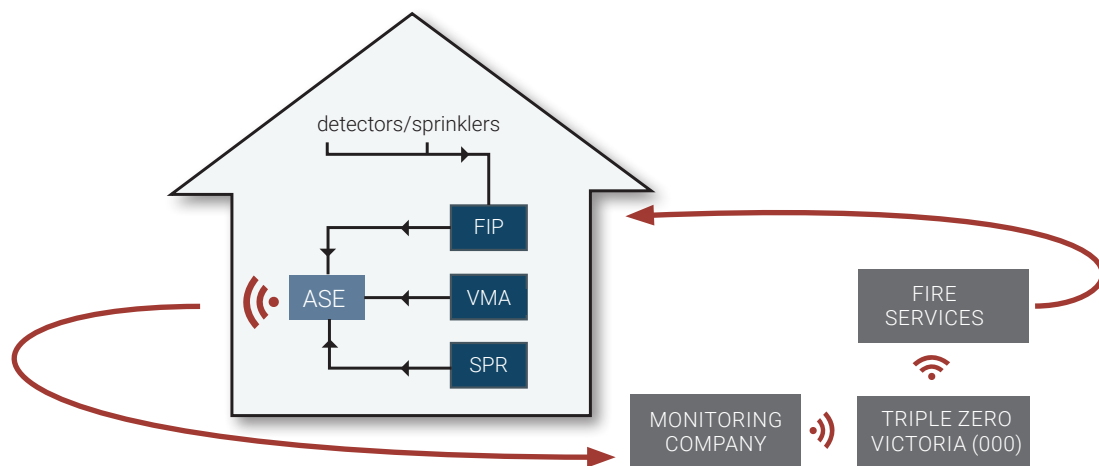 detectors/sprinklers
FIP
ASE
VMA
SPR
FIRE
SERVICES
MONITORING
COMPANY
TRIPLE ZERO
VICTORIA (000)